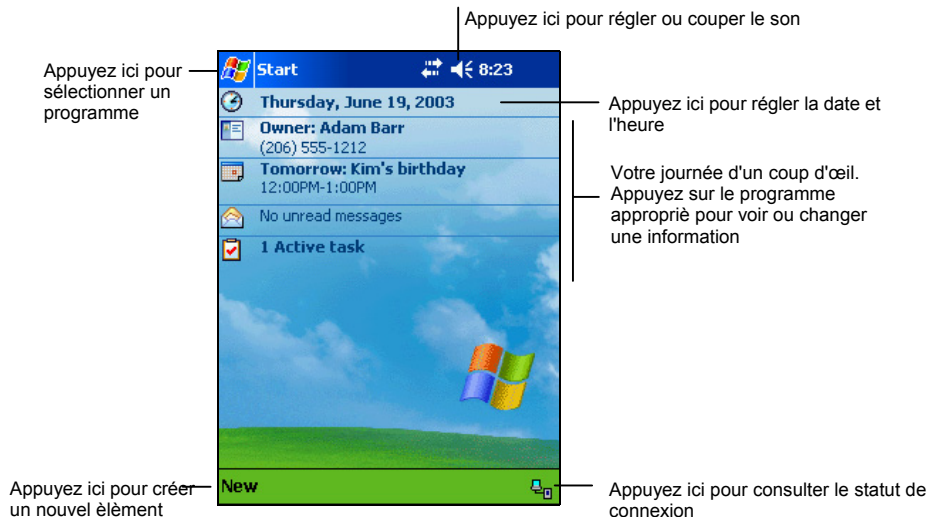 Appuyez ici pour régler ou couper le son
Appuyez ici pour
sélectionner un
programme
Start
8:23
Thursday, June 19, 2003
Appuyez ici pour régler la date et
l'heure
Owner: Adam Barr
(206) 555-1212
Tomorrow: Kim's birthday
12:00PM-1:00PM
Votre journée d'un coup d'œil.
Appuyez sur le programme
appropriè pour voir ou changer
une information
No unread messages
1 Active task
Appuyez ici pour créer
un nouvel èlèment
New
Appuyez ici pour consulter le statut de
connexion